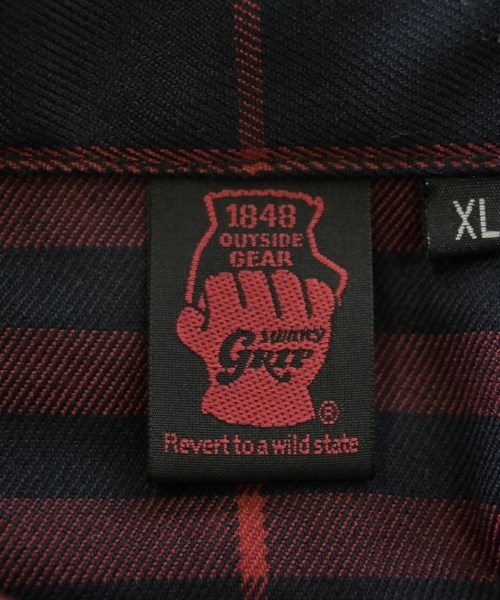 1848
OUTSIDE
GEAR
XL
GRIP
®
Revert to a wild state